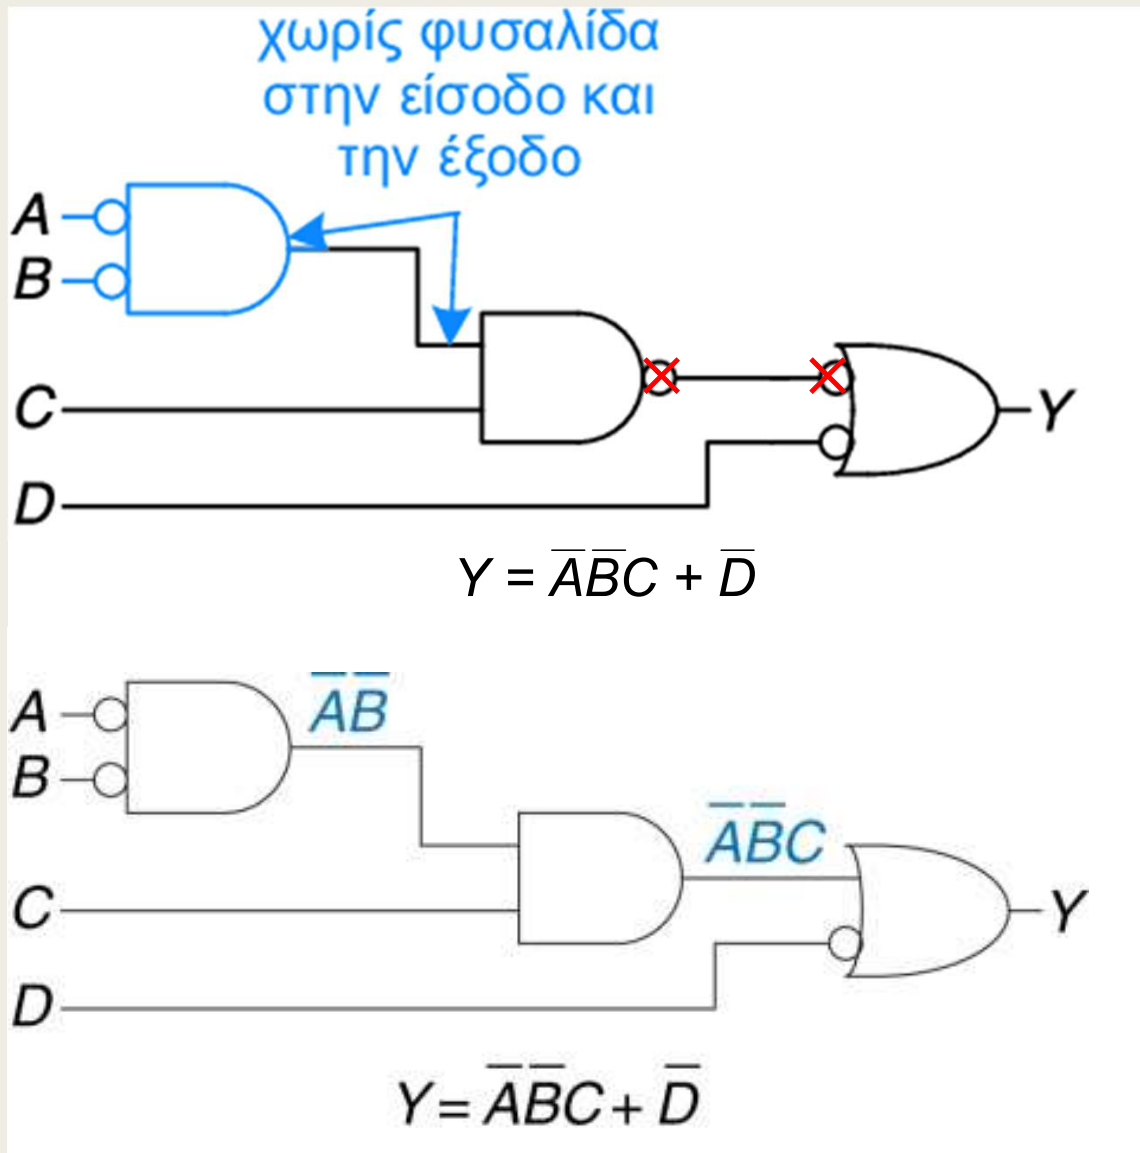 χωρίς φυσαλίδα
στην είσοδο και
την έξοδο
A
B
C
D
Y
Y = A̅B̅C + D̅
A
B
A̅B̅
A̅B̅C
C
D
Y
Y = A̅B̅C + D̅